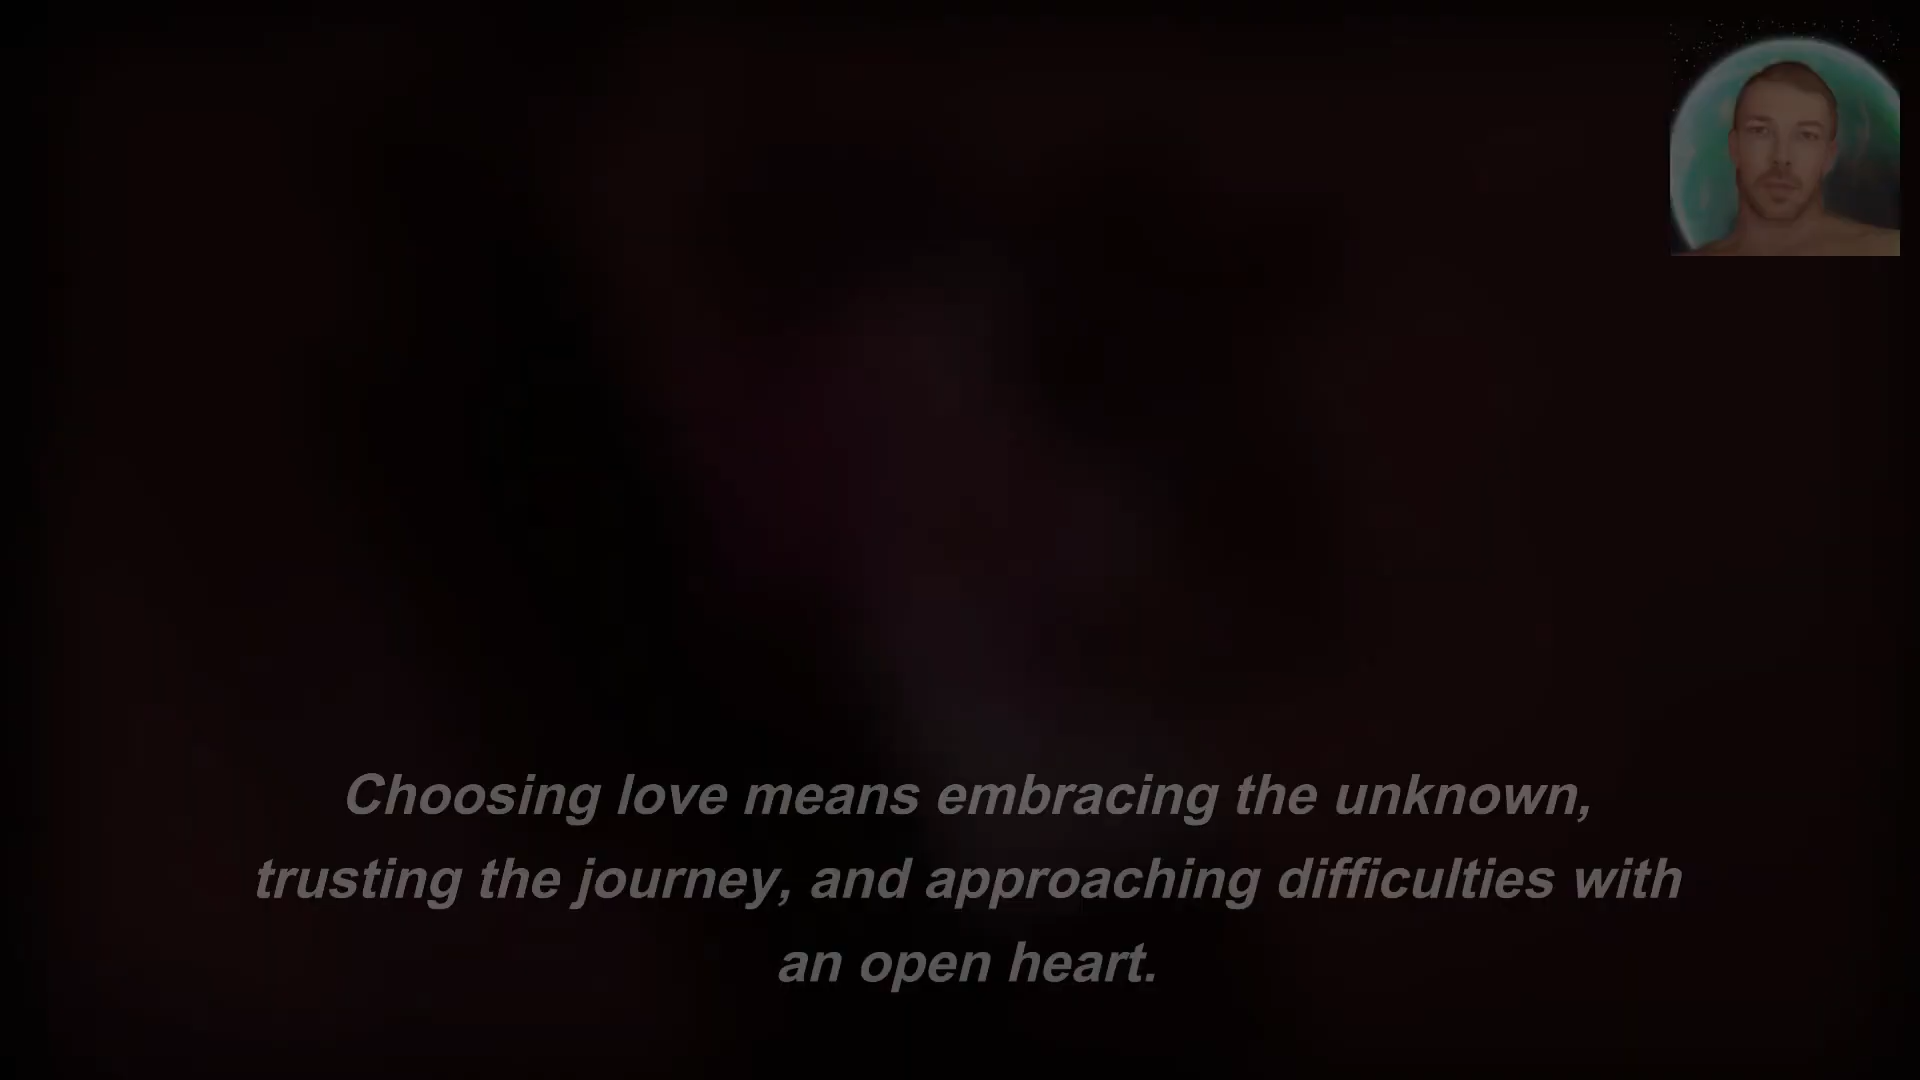 Choosing love means embracing the unknown,
trusting the journey, and approaching difficulties with
an open heart.